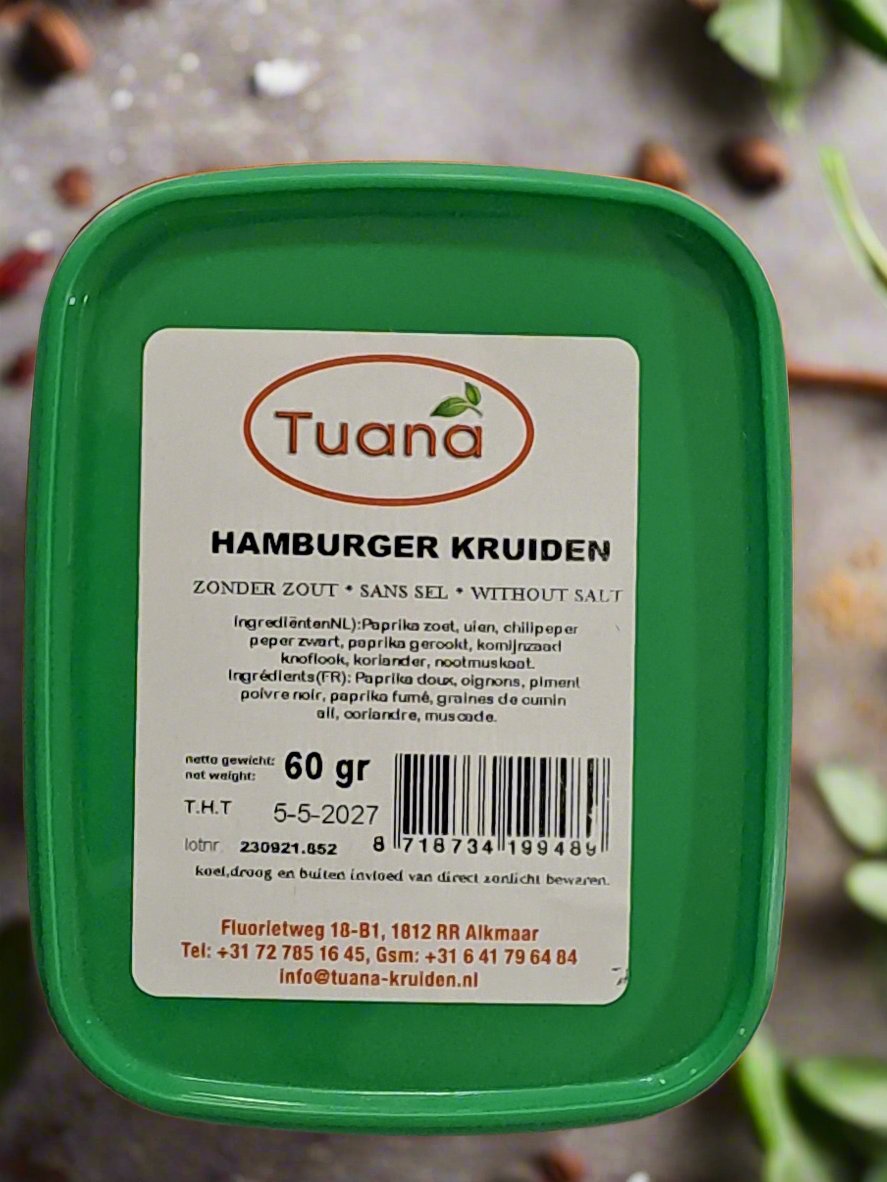 Tuana
HAMBURGER KRUIDEN
ZONDER ZOUT * SANS SEL * WITHOUT SALT
IngrediëntenNL):Paprika zoet, uien, chilipeper
peper zwart, paprika gerookt, komijnzaad
knoflook, koriander, nootmuskaat.
Ingrédients(FR): Paprika doux, oignons, piment
poivre noir, paprika fumé, graines de cumin
ail, coriandre, muscade.
netto gewicht:
net weight: 60 gr
T.H.T 5-5-2027
lotnr. 230921.852
8 718734 199489
koel,droog en buiten invloed van direct zonlicht bewaren.
Fluorietweg 18-B1, 1812 RR Alkmaar
Tel: +31 72 785 16 45, Gsm: +31 6 41 79 64 84
info@tuana-kruiden.nl